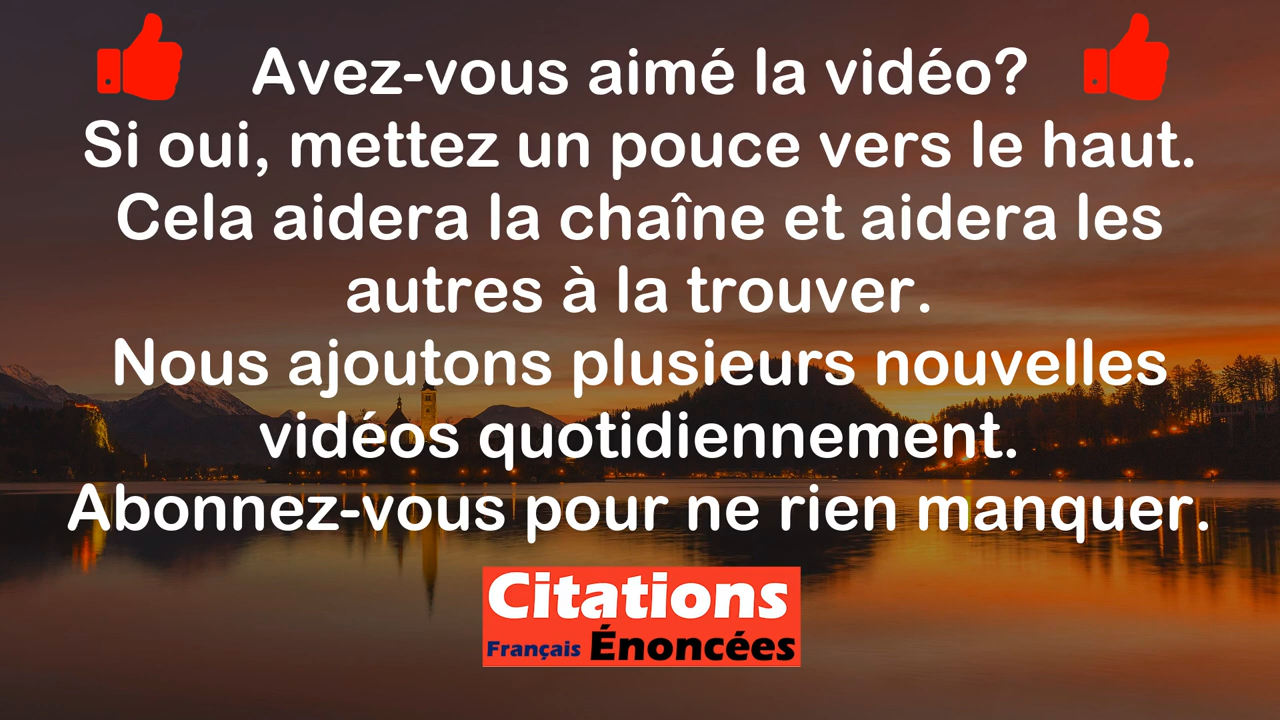 Avez-vous aimé la vidéo?
Si oui, mettez un pouce vers le haut.
Cela aidera la chaîne et aidera les
autres à la trouver.
Nous ajoutons plusieurs nouvelles
vidéos quotidiennement.
Abonnez-vous pour ne rien manquer.
Citations
Français Énoncées